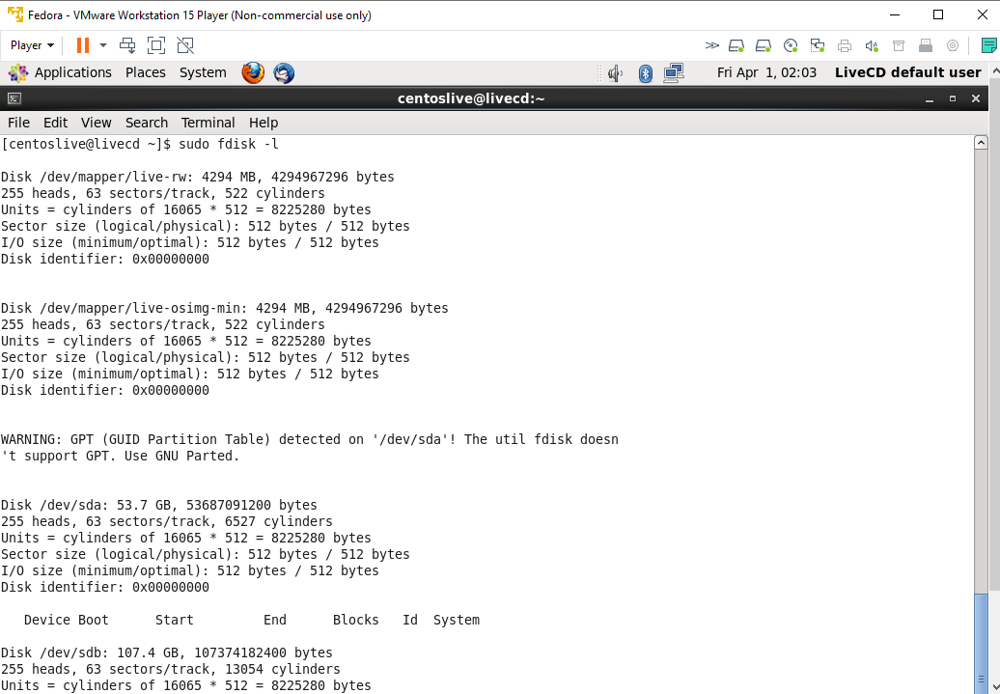 Fedora - VMware Workstation 15 Player (Non-commercial use only)
Player
Applications Places System Fri Apr 1, 02:03 LiveCD default user
centoslive@livecd:~
File Edit View Search Terminal Help
[centoslive@livecd ~]$ sudo fdisk -l
Disk /dev/mapper/live-rw: 4294 MB, 4294967296 bytes
255 heads, 63 sectors/track, 522 cylinders
Units = cylinders of 16065 * 512 = 8225280 bytes
Sector size (logical/physical): 512 bytes / 512 bytes
I/O size (minimum/optimal): 512 bytes / 512 bytes
Disk identifier: 0x00000000
Disk /dev/mapper/live-osimg-min: 4294 MB, 4294967296 bytes
255 heads, 63 sectors/track, 522 cylinders
Units = cylinders of 16065 * 512 = 8225280 bytes
Sector size (logical/physical): 512 bytes / 512 bytes
I/O size (minimum/optimal): 512 bytes / 512 bytes
Disk identifier: 0x00000000
WARNING: GPT (GUID Partition Table) detected on '/dev/sda'! The util fdisk doesn
't support GPT. Use GNU Parted.
Disk /dev/sda: 53.7 GB, 53687091200 bytes
255 heads, 63 sectors/track, 6527 cylinders
Units = cylinders of 16065 * 512 = 8225280 bytes
Sector size (logical/physical): 512 bytes / 512 bytes
I/O size (minimum/optimal): 512 bytes / 512 bytes
Disk identifier: 0x00000000
Device Boot Start End Blocks Id System
Disk /dev/sdb: 107.4 GB, 107374182400 bytes
255 heads, 63 sectors/track, 13054 cylinders
Units = cylinders of 16065 * 512 = 8225280 bytes